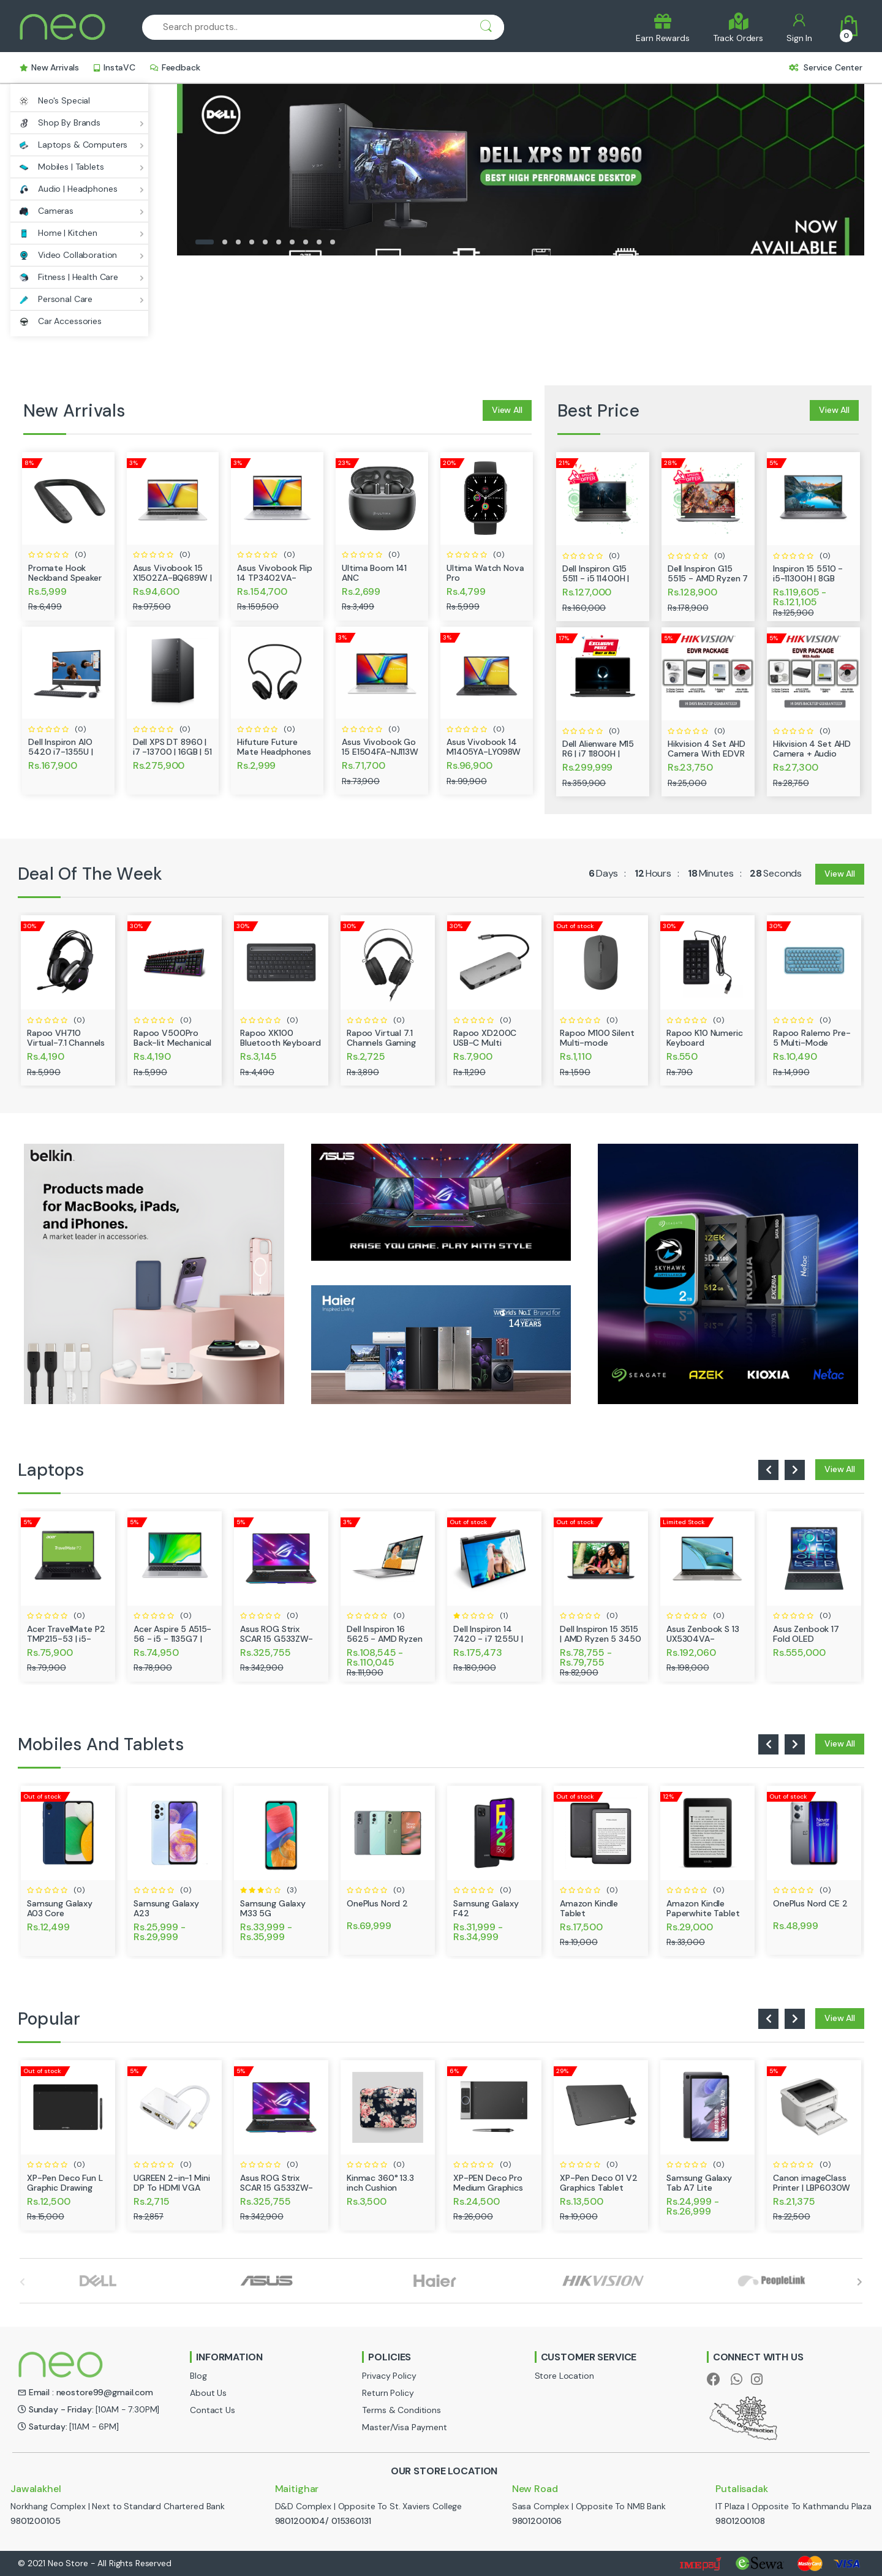 neo
Search products..
Earn Rewards
Track Orders
Sign In
0
New Arrivals
InstaVC
Feedback
Service Center
Neo's Special
Shop By Brands
Laptops & Computers
Mobiles | Tablets
Audio | Headphones
Cameras
Home | Kitchen
Video Collaboration
Fitness | Health Care
Personal Care
Car Accessories
DELL
DELL XPS DT 8960
BEST HIGH PERFORMANCE DESKTOP
NOW
AVAILABLE
New Arrivals
View All
8%
(0)
Promate Hook
Neckband Speaker
Rs.5,999
Rs.6,499
3%
(0)
Asus Vivobook 15
X1502ZA-BQ689W |
Rs.94,600
Rs.97,500
3%
(0)
Asus Vivobook Flip
14 TP3402VA-
Rs.154,700
Rs.159,500
23%
(0)
Ultima Boom 141
ANC
Rs.2,699
Rs.3,499
20%
(0)
Ultima Watch Nova
Pro
Rs.4,799
Rs.5,999
(0)
Dell Inspiron AIO
5420 i7-1355U |
Rs.167,900
(0)
Dell XPS DT 8960 |
i7 -13700 | 16GB | 51
Rs.275,900
(0)
Hifuture Future
Mate Headphones
Rs.2,999
3%
(0)
Asus Vivobook Go
15 E1504FA-NJ113W
Rs.71,700
Rs.73,900
3%
(0)
Asus Vivobook 14
M1405YA-LY098W
Rs.96,900
Rs.99,900
Best Price
View All
21%
(0)
Dell Inspiron G15
5511 - i5 11400H |
Rs.127,000
Rs.160,000
28%
(0)
Dell Inspiron G15
5515 - AMD Ryzen 7
Rs.128,900
Rs.178,900
5%
(0)
Inspiron 15 5510 -
i5-11300H | 8GB
Rs.119,605 -
Rs.121,105
Rs.125,900
17%
(0)
Dell Alienware M15
R6 | i7 11800H |
Rs.299,999
Rs.359,900
5%
HIKVISION
EDVR PACKAGE
(0)
Hikvision 4 Set AHD
Camera With EDVR
Rs.23,750
Rs.25,000
5%
HIKVISION
EDVR PACKAGE
With Audio
(0)
Hikvision 4 Set AHD
Camera + Audio
Rs.27,300
Rs.28,750
Deal Of The Week
6 Days : 12 Hours : 18 Minutes : 28 Seconds
View All
30%
(0)
Rapoo VH710
Virtual-7.1 Channels
Rs.4,190
Rs.5,990
30%
(0)
Rapoo V500Pro
Back-lit Mechanical
Rs.4,190
Rs.5,990
30%
(0)
Rapoo XK100
Bluetooth Keyboard
Rs.3,145
Rs.4,490
30%
(0)
Rapoo Virtual 7.1
Channels Gaming
Rs.2,725
Rs.3,890
30%
(0)
Rapoo XD200C
USB-C Multi
Rs.7,900
Rs.11,290
Out of stock
(0)
Rapoo M100 Silent
Multi-mode
Rs.1,110
Rs.1,590
30%
(0)
Rapoo K10 Numeric
Keyboard
Rs.550
Rs.790
30%
(0)
Rapoo Ralemo Pre-
5 Multi-Mode
Rs.10,490
Rs.14,990
belkin
Products made
for MacBooks, iPads,
and iPhones.
A market leader in accessories.
ASUS
RAISE YOU GAME. PLAY WITH STYLE
Haier
Inspired Living
World's No.1 Brand for
14 YEARS
SKYHAWK
2 TB
AZEK
512 GB
KIOXIA
EXCERIA
Netac
SEAGATE
AZEK
KIOXIA
Netac
Laptops
View All
5%
(0)
Acer TravelMate P2
TMP215-53 | i5-
Rs.75,900
Rs.79,900
5%
(0)
Acer Aspire 5 A515-
56 - i5 - 1135G7 |
Rs.74,950
Rs.78,900
5%
(0)
Asus ROG Strix
SCAR 15 G533ZW-
Rs.325,755
Rs.342,900
3%
(0)
Dell Inspiron 16
5625 - AMD Ryzen
Rs.108,545 -
Rs.110,045
Rs.111,900
Out of stock
(1)
Dell Inspiron 14
7420 - i7 1255U |
Rs.175,473
Rs.180,900
Out of stock
(0)
Dell Inspiron 15 3515
| AMD Ryzen 5 3450
Rs.78,755 -
Rs.79,755
Rs.82,900
Limited Stock
(0)
Asus Zenbook S 13
UX5304VA-
Rs.192,060
Rs.198,000
(0)
Asus Zenbook 17
Fold OLED
Rs.555,000
Mobiles And Tablets
View All
Out of stock
(0)
Samsung Galaxy
A03 Core
Rs.12,499
(0)
Samsung Galaxy
A23
Rs.25,999 -
Rs.29,999
(3)
Samsung Galaxy
M33 5G
Rs.33,999 -
Rs.35,999
(0)
OnePlus Nord 2
Rs.69,999
F42
5G
(0)
Samsung Galaxy
F42
Rs.31,999 -
Rs.34,999
Out of stock
(0)
Amazon Kindle
Tablet
Rs.17,500
Rs.19,000
12%
(0)
Amazon Kindle
Paperwhite Tablet
Rs.29,000
Rs.33,000
Out of stock
Never
Settle
(0)
OnePlus Nord CE 2
Rs.48,999
Popular
View All
Out of stock
(0)
XP-Pen Deco Fun L
Graphic Drawing
Rs.12,500
Rs.15,000
5%
(0)
UGREEN 2-in-1 Mini
DP To HDMI VGA
Rs.2,715
Rs.2,857
5%
(0)
Asus ROG Strix
SCAR 15 G533ZW-
Rs.325,755
Rs.342,900
(0)
Kinmac 360° 13.3
inch Cushion
Rs.3,500
6%
(0)
XP-PEN Deco Pro
Medium Graphics
Rs.24,500
Rs.26,000
29%
(0)
XP-Pen Deco 01 V2
Graphics Tablet
Rs.13,500
Rs.19,000
(0)
Samsung Galaxy
Tab A7 Lite
Rs.24,999 -
Rs.26,999
5%
(0)
Canon imageClass
Printer | LBP6030W
Rs.21,375
Rs.22,500
DELL
ASUS
Haier
HIKVISION
PeopleLink
neo
Email : neostore99@gmail.com
Sunday - Friday: [10AM - 7:30PM]
Saturday: [11AM - 6PM]
INFORMATION
Blog
About Us
Contact Us
POLICIES
Privacy Policy
Return Policy
Terms & Conditions
Master/Visa Payment
CUSTOMER SERVICE
Store Location
CONNECT WITH US
OUR STORE LOCATION
Jawalakhel
Norkhang Complex | Next to Standard Chartered Bank
9801200105
Maitighar
D&D Complex | Opposite To St. Xaviers College
9801200104/ 015360131
New Road
Sasa Complex | Opposite To NMB Bank
9801200106
Putalisadak
IT Plaza | Opposite To Kathmandu Plaza
9801200108
© 2021 Neo Store - All Rights Reserved
IMEpay
eSewa
MasterCard
VISA